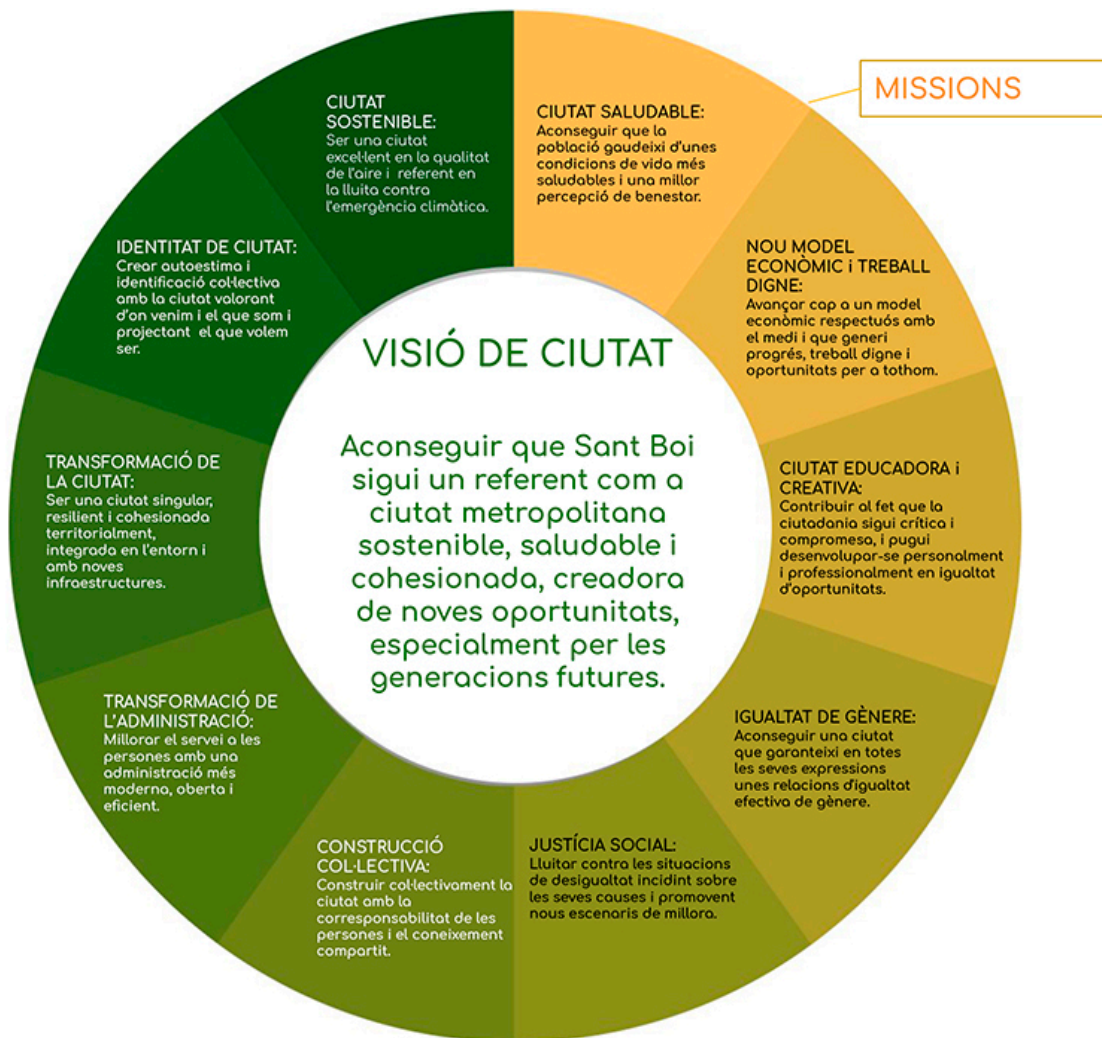 MISSIONS
CIUTAT SALUDABLE:
Aconseguir que la
població gaudeixi d'unes
condicions de vida més
saludables i una millor
percepció de benestar.
NOU MODEL
ECONÒMIC i TREBALL
DIGNE:
Avançar cap a un model
econòmic respectuós amb
el medi i que generi
progrés, treball digne i
oportunitats per a tothom.
CIUTAT EDUCADORA i
CREATIVA:
Contribuir al fet que la
ciutadania sigui crítica i
compromesa, i pugui
desenvolupar-se personalment
i professionalment en igualtat
d'oportunitats.
IGUALTAT DE GÈNERE:
Aconseguir una ciutat
que garanteixi en totes
les seves expressions
unes relacions d'igualtat
efectiva de gènere.
JUSTÍCIA SOCIAL:
Lluitar contra les situacions
de desigualtat incidint sobre
les seves causes i promovent
nous escenaris de millora.
CONSTRUCCIÓ
COL·LECTIVA:
Construir col·lectivament la
ciutat amb la
corresponsabilitat de les
persones i el coneixement
compartit.
TRANSFORMACIÓ DE
L'ADMINISTRACIÓ:
Millorar el servei a les
persones amb una
administració més
moderna, oberta i
eficient.
TRANSFORMACIÓ DE
LA CIUTAT:
Ser una ciutat singular,
resilient i cohesionada
territorialment,
integrada en l'entorn i
amb noves
infraestructures.
IDENTITAT DE CIUTAT:
Crear autoestima i
identificació col·lectiva
amb la ciutat valorant
d'on venim i el que som i
projectant el que volem
ser.
CIUTAT
SOSTENIBLE:
Ser una ciutat
excel·lent en la qualitat
de l'aire i referent en
la lluita contra
l'emergència climàtica.
VISIÓ DE CIUTAT
Aconseguir que Sant Boi
sigui un referent com a
ciutat metropolitana
sostenible, saludable i
cohesionada, creadora
de noves oportunitats,
especialment per les
generacions futures.